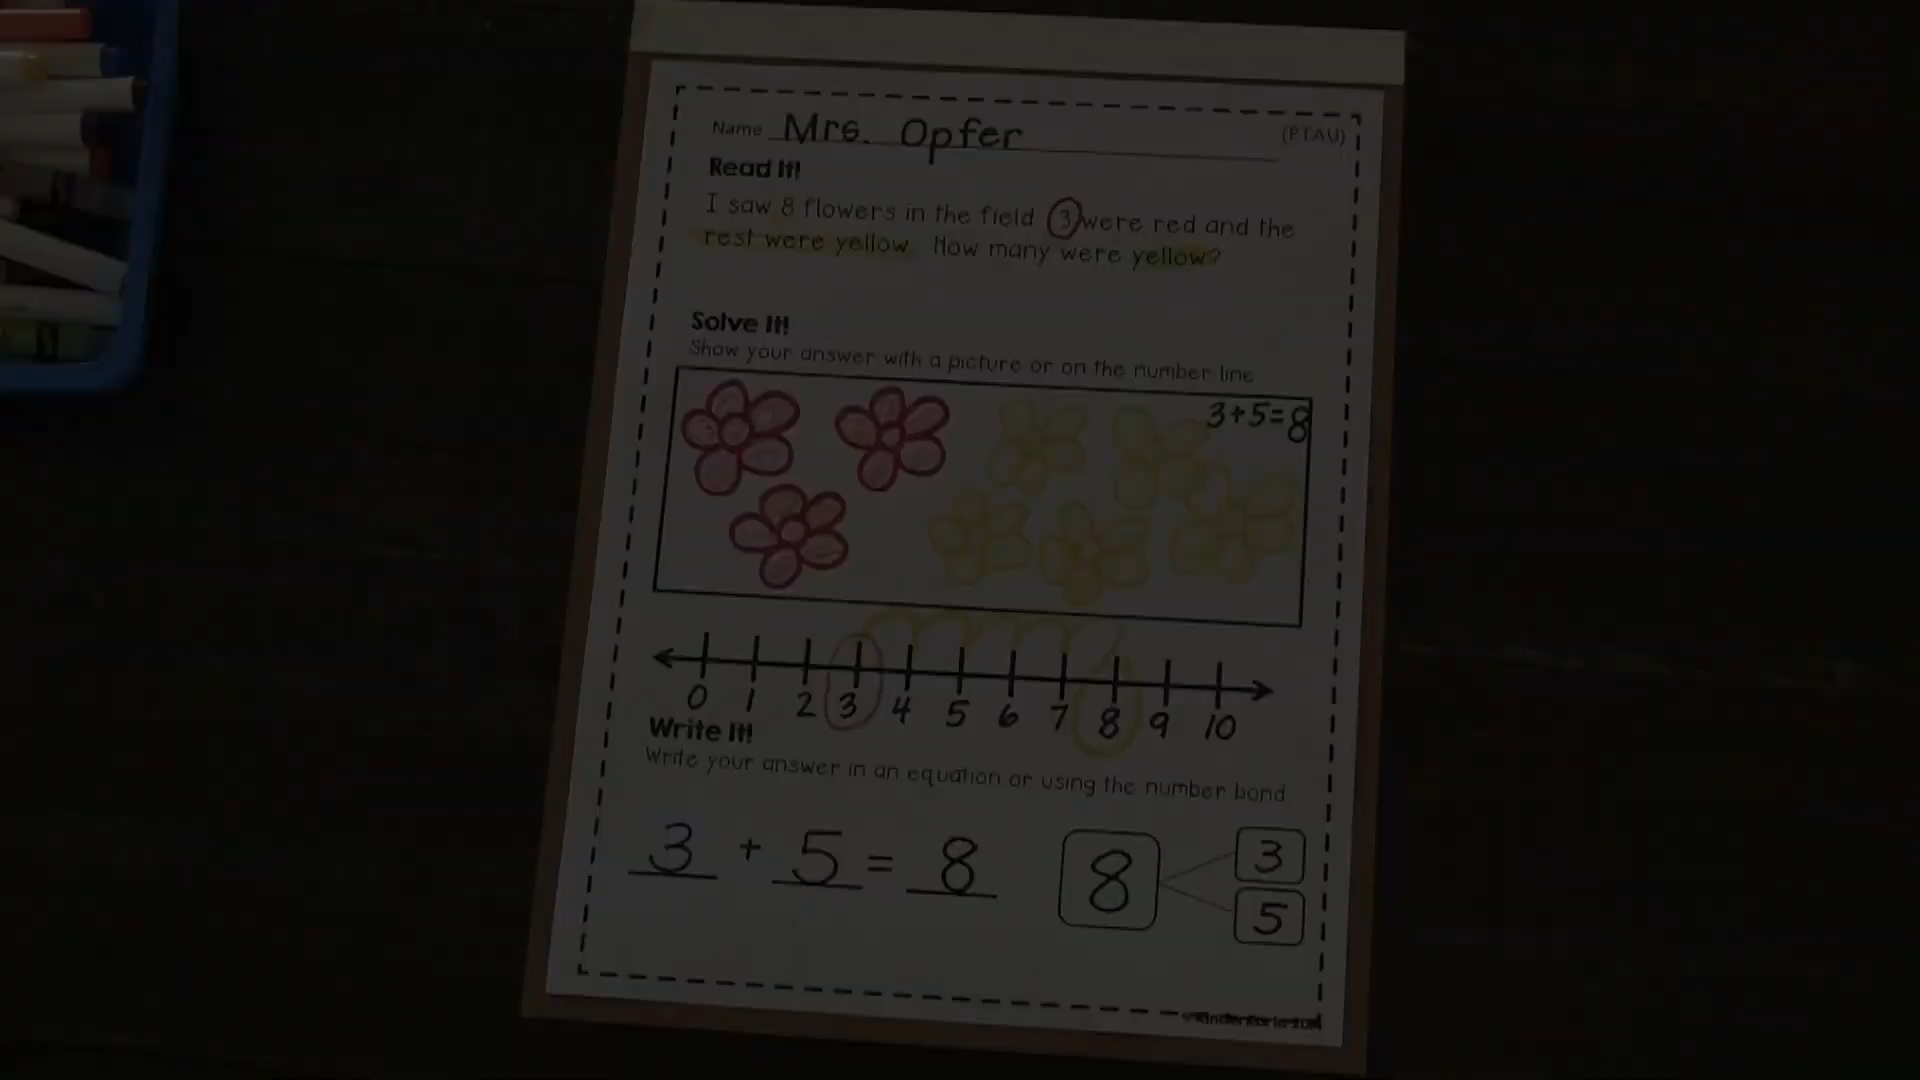 Name Mrs. Opfer (PTAU)
Read It!
I saw 8 flowers in the field 3 were red and the
rest were yellow. How many were yellow?
Solve It!
Show your answer with a picture or on the number line
3+5=8
0 1 2 3 4 5 6 7 8 9 10
Write It!
Write your answer in an equation or using the number bond
3 + 5 = 8 8 3
5